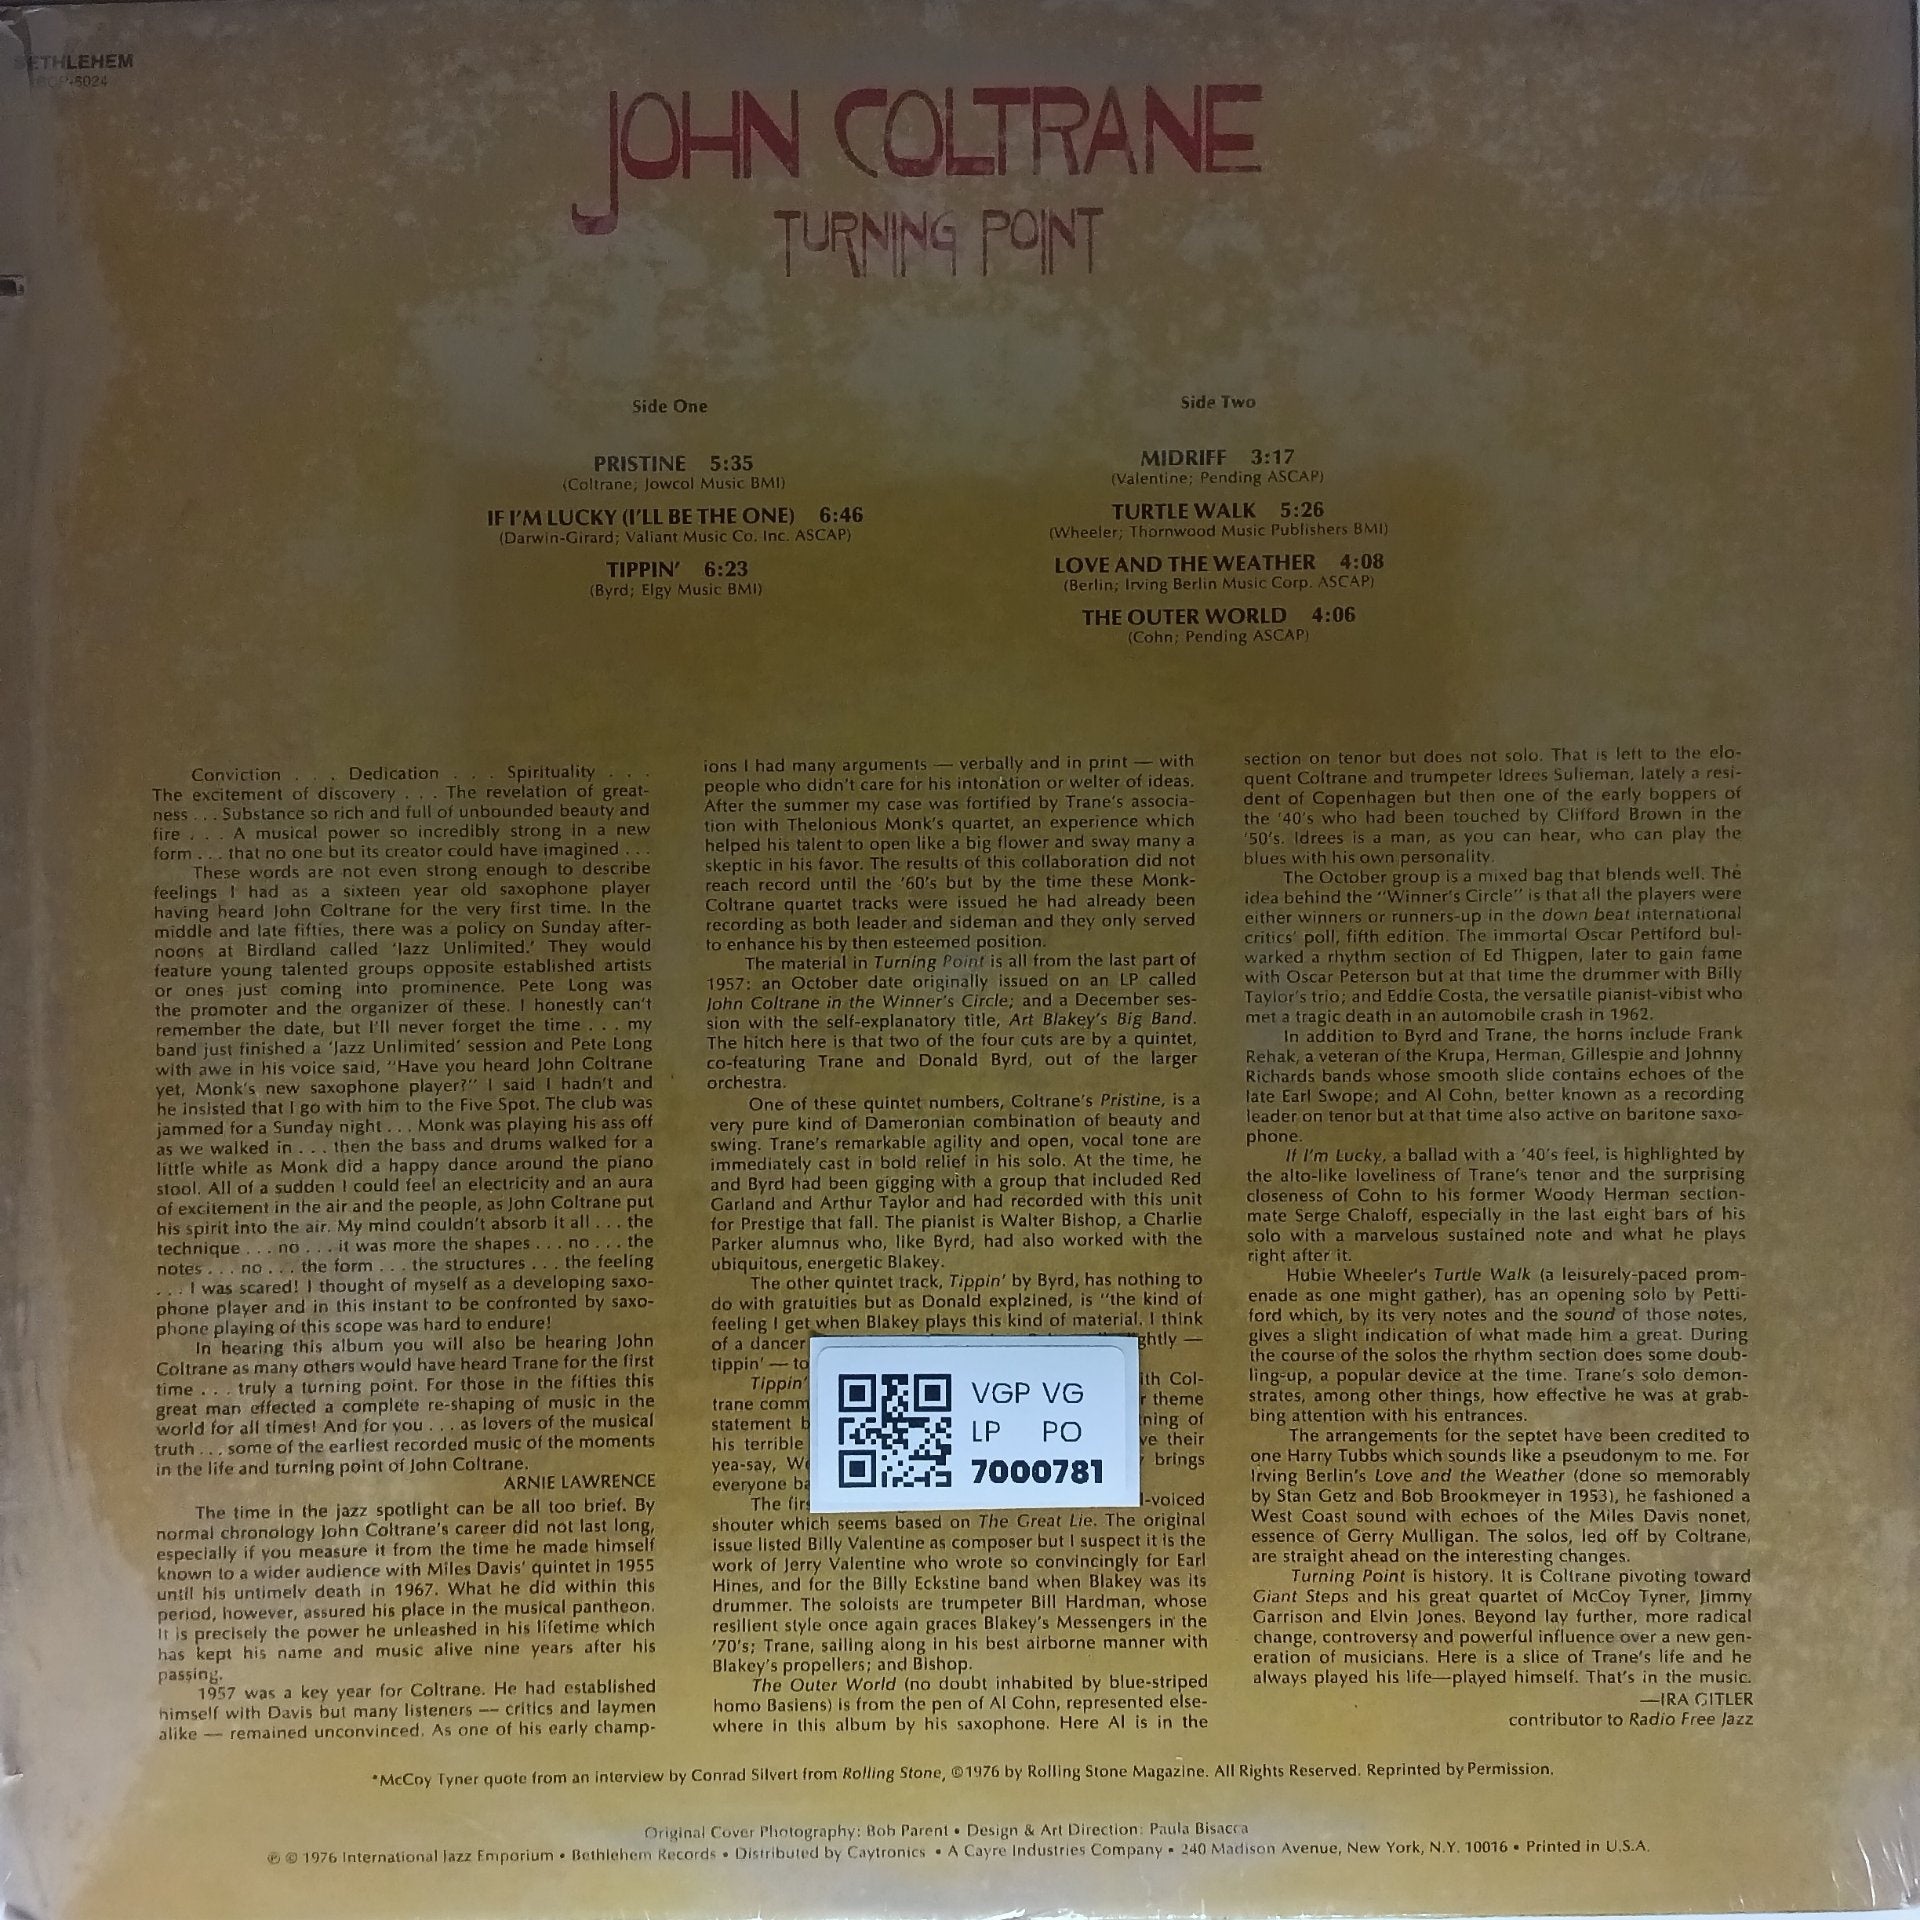 ETHLEHEM
BCP-6024
JOHN COLTRANE
TURNING POINT
Side One
PRISTINE 5:35
(Coltrane; Jowcol Music BMI)
IF I'M LUCKY (I'LL BE THE ONE) 6:46
(Darwin-Girard; Valiant Music Co. Inc. ASCAP)
TIPPIN' 6:23
(Byrd; Elgy Music BMI)
Side Two
MIDRIFF 3:17
(Valentine; Pending ASCAP)
TURTLE WALK 5:26
(Wheeler; Thornwood Music Publishers BMI)
LOVE AND THE WEATHER 4:08
(Berlin; Irving Berlin Music Corp. ASCAP)
THE OUTER WORLD 4:06
(Cohn; Pending ASCAP)
Conviction . . . Dedication . . . Spirituality . . .
The excitement of discovery . . . The revelation of great-
ness . . . Substance so rich and full of unbounded beauty and
fire . . . A musical power so incredibly strong in a new
form . . . that no one but its creator could have imagined . . .
These words are not even strong enough to describe
feelings I had as a sixteen year old saxophone player
having heard John Coltrane for the very first time. In the
middle and late fifties, there was a policy on Sunday after-
noons at Birdland called 'Jazz Unlimited.' They would
feature young talented groups opposite established artists
or ones just coming into prominence. Pete Long was
the promoter and the organizer of these. I honestly can't
remember the date, but I'll never forget the time . . . my
band just finished a 'Jazz Unlimited' session and Pete Long
with awe in his voice said, "Have you heard John Coltrane
yet, Monk's new saxophone player?" I said I hadn't and
he insisted that I go with him to the Five Spot. The club was
jammed for a Sunday night . . . Monk was playing his ass off
as we walked in . . . then the bass and drums walked for a
little while as Monk did a happy dance around the piano
stool. All of a sudden I could feel an electricity and an aura
of excitement in the air and the people, as John Coltrane put
his spirit into the air. My mind couldn't absorb it all . . . the
technique . . . no . . . it was more the shapes . . . no . . . the
notes . . . no . . . the form . . . the structures . . . the feeling
. . . I was scared! I thought of myself as a developing saxo-
phone player and in this instant to be confronted by saxo-
phone playing of this scope was hard to endure!
In hearing this album you will also be hearing John
Coltrane as many others would have heard Trane for the first
time . . . truly a turning point. For those in the fifties this
great man effected a complete re-shaping of music in the
world for all times! And for you . . . as lovers of the musical
truth . . . some of the earliest recorded music of the moments
in the life and turning point of John Coltrane.
ARNIE LAWRENCE
The time in the jazz spotlight can be all too brief. By
normal chronology John Coltrane's career did not last long,
especially if you measure it from the time he made himself
known to a wider audience with Miles Davis' quintet in 1955
until his untimely death in 1967. What he did within this
period, however, assured his place in the musical pantheon.
It is precisely the power he unleashed in his lifetime which
has kept his name and music alive nine years after his
passing.
1957 was a key year for Coltrane. He had established
himself with Davis but many listeners — critics and laymen
alike — remained unconvinced. As one of his early champ-
ions I had many arguments — verbally and in print — with
people who didn't care for his intonation or welter of ideas.
After the summer my case was fortified by Trane's associa-
tion with Thelonious Monk's quartet, an experience which
helped his talent to open like a big flower and sway many a
skeptic in his favor. The results of this collaboration did not
reach record until the '60's but by the time these Monk-
Coltrane quartet tracks were issued he had already been
recording as both leader and sideman and they only served
to enhance his by then esteemed position.
The material in Turning Point is all from the last part of
1957: an October date originally issued on an LP called
John Coltrane in the Winner's Circle; and a December ses-
sion with the self-explanatory title, Art Blakey's Big Band.
The hitch here is that two of the four cuts are by a quintet,
co-featuring Trane and Donald Byrd, out of the larger
orchestra.
One of these quintet numbers, Coltrane's Pristine, is a
very pure kind of Dameronian combination of beauty and
swing. Trane's remarkable agility and open, vocal tone are
immediately cast in bold relief in his solo. At the time, he
and Byrd had been gigging with a group that included Red
Garland and Arthur Taylor and had recorded with this unit
for Prestige that fall. The pianist is Walter Bishop, a Charlie
Parker alumnus who, like Byrd, had also worked with the
ubiquitous, energetic Blakey.
The other quintet track, Tippin' by Byrd, has nothing to
do with gratuities but as Donald explained, is "the kind of
feeling I get when Blakey plays this kind of material. I think
of a dancer ghtly —
tippin' — to
Tippin' ith Col-
trane comm r theme
statement b ning of
his terrible ve their
yea-say, W brings
everyone ba
The firs l-voiced
shouter which seems based on The Great Lie. The original
issue listed Billy Valentine as composer but I suspect it is the
work of Jerry Valentine who wrote so convincingly for Earl
Hines, and for the Billy Eckstine band when Blakey was its
drummer. The soloists are trumpeter Bill Hardman, whose
resilient style once again graces Blakey's Messengers in the
'70's; Trane, sailing along in his best airborne manner with
Blakey's propellers; and Bishop.
The Outer World (no doubt inhabited by blue-striped
homo Basiens) is from the pen of Al Cohn, represented else-
where in this album by his saxophone. Here Al is in the
section on tenor but does not solo. That is left to the elo-
quent Coltrane and trumpeter Idrees Sulieman, lately a resi-
dent of Copenhagen but then one of the early boppers of
the '40's who had been touched by Clifford Brown in the
'50's. Idrees is a man, as you can hear, who can play the
blues with his own personality.
The October group is a mixed bag that blends well. The
idea behind the "Winner's Circle" is that all the players were
either winners or runners-up in the down beat international
critics' poll, fifth edition. The immortal Oscar Pettiford bul-
warked a rhythm section of Ed Thigpen, later to gain fame
with Oscar Peterson but at that time the drummer with Billy
Taylor's trio; and Eddie Costa, the versatile pianist-vibist who
met a tragic death in an automobile crash in 1962.
In addition to Byrd and Trane, the horns include Frank
Rehak, a veteran of the Krupa, Herman, Gillespie and Johnny
Richards bands whose smooth slide contains echoes of the
late Earl Swope; and Al Cohn, better known as a recording
leader on tenor but at that time also active on baritone saxo-
phone.
If I'm Lucky, a ballad with a '40's feel, is highlighted by
the alto-like loveliness of Trane's tenor and the surprising
closeness of Cohn to his former Woody Herman section-
mate Serge Chaloff, especially in the last eight bars of his
solo with a marvelous sustained note and what he plays
right after it.
Hubie Wheeler's Turtle Walk (a leisurely-paced prom-
enade as one might gather), has an opening solo by Petti-
ford which, by its very notes and the sound of those notes,
gives a slight indication of what made him a great. During
the course of the solos the rhythm section does some doub-
ling-up, a popular device at the time. Trane's solo demon-
strates, among other things, how effective he was at grab-
bing attention with his entrances.
The arrangements for the septet have been credited to
one Harry Tubbs which sounds like a pseudonym to me. For
Irving Berlin's Love and the Weather (done so memorably
by Stan Getz and Bob Brookmeyer in 1953), he fashioned a
West Coast sound with echoes of the Miles Davis nonet,
essence of Gerry Mulligan. The solos, led off by Coltrane,
are straight ahead on the interesting changes.
Turning Point is history. It is Coltrane pivoting toward
Giant Steps and his great quartet of McCoy Tyner, Jimmy
Garrison and Elvin Jones. Beyond lay further, more radical
change, controversy and powerful influence over a new gen-
eration of musicians. Here is a slice of Trane's life and he
always played his life—played himself. That's in the music.
—IRA GITLER
contributor to Radio Free Jazz
VGP VG
LP PO
7000781
*McCoy Tyner quote from an interview by Conrad Silvert from Rolling Stone, ©1976 by Rolling Stone Magazine. All Rights Reserved. Reprinted by Permission.
Original Cover Photography: Bob Parent • Design & Art Direction: Paula Bisacca
℗ © 1976 International Jazz Emporium • Bethlehem Records • Distributed by Caytronics • A Cayre Industries Company • 240 Madison Avenue, New York, N.Y. 10016 • Printed in U.S.A.